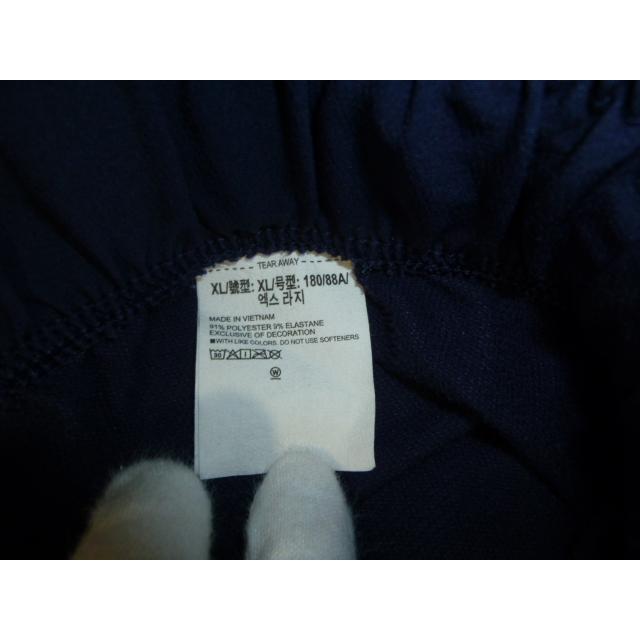 TEAR AWAY
XL/號型: XL/号型: 180/88A/
엑스 라지
MADE IN VIETNAM
91% POLYESTER 9% ELASTANE
EXCLUSIVE OF DECORATION
■WITH LIKE COLORS. DO NOT USE SOFTENERS
30
W